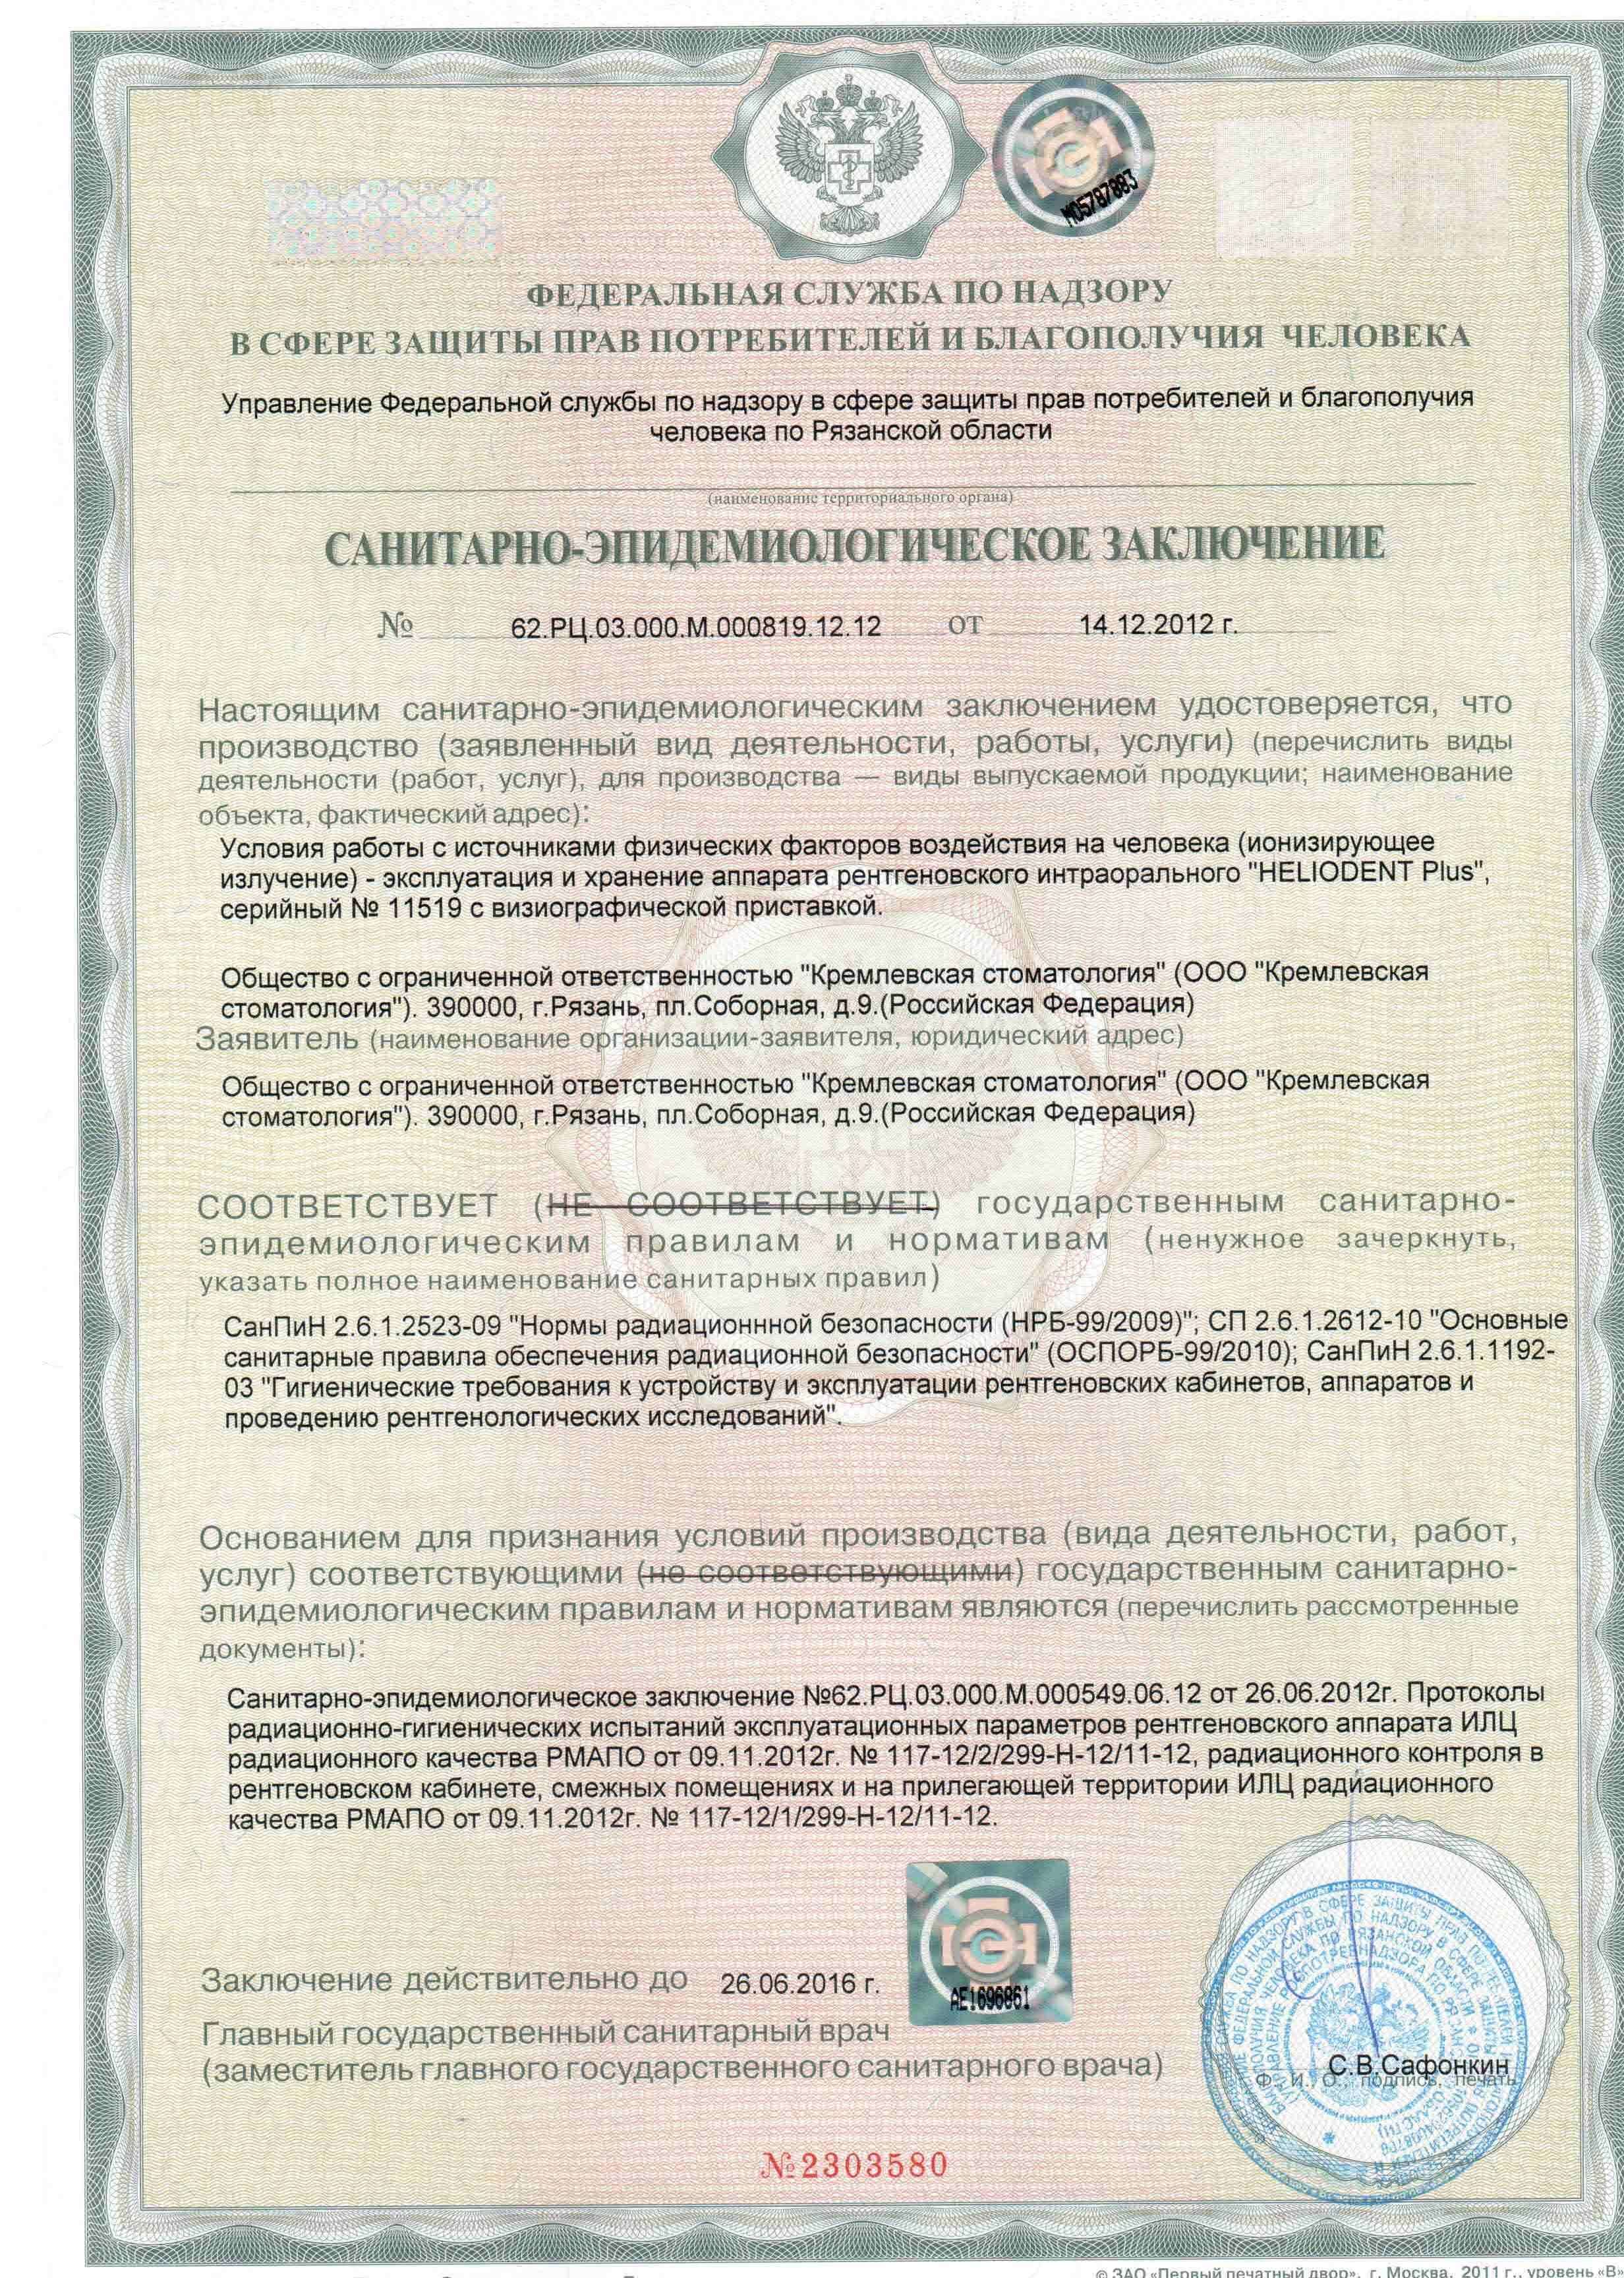 М05787883
ФЕДЕРАЛЬНАЯ СЛУЖБА ПО НАДЗОРУ
В СФЕРЕ ЗАЩИТЫ ПРАВ ПОТРЕБИТЕЛЕЙ И БЛАГОПОЛУЧИЯ ЧЕЛОВЕКА
Управление Федеральной службы по надзору в сфере защиты прав потребителей и благополучия
человека по Рязанской области
(наименование территориального органа)
САНИТАРНО-ЭПИДЕМИОЛОГИЧЕСКОЕ ЗАКЛЮЧЕНИЕ
№ 62.РЦ.03.000.М.000819.12.12 от 14.12.2012 г.
Настоящим санитарно-эпидемиологическим заключением удостоверяется, что
производство (заявленный вид деятельности, работы, услуги) (перечислить виды
деятельности (работ, услуг), для производства — виды выпускаемой продукции; наименование
объекта, фактический адрес):
Условия работы с источниками физических факторов воздействия на человека (ионизирующее
излучение) - эксплуатация и хранение аппарата рентгеновского интраорального "HELIODENT Plus",
серийный № 11519 с визиографической приставкой.
Общество с ограниченной ответственностью "Кремлевская стоматология" (ООО "Кремлевская
стоматология"). 390000, г.Рязань, пл.Соборная, д.9.(Российская Федерация)
Заявитель (наименование организации-заявителя, юридический адрес)
Общество с ограниченной ответственностью "Кремлевская стоматология" (ООО "Кремлевская
стоматология"). 390000, г.Рязань, пл.Соборная, д.9.(Российская Федерация)
СООТВЕТСТВУЕТ (НЕ СООТВЕТСТВУЕТ) государственным санитарно-
эпидемиологическим правилам и нормативам (ненужное зачеркнуть,
указать полное наименование санитарных правил)
СанПиН 2.6.1.2523-09 "Нормы радиационнной безопасности (НРБ-99/2009)"; СП 2.6.1.2612-10 "Основные
санитарные правила обеспечения радиационной безопасности" (ОСПОРБ-99/2010); СанПиН 2.6.1.1192-
03 "Гигиенические требования к устройству и эксплуатации рентгеновских кабинетов, аппаратов и
проведению рентгенологических исследований".
Основанием для признания условий производства (вида деятельности, работ,
услуг) соответствующими (не соответствующими) государственным санитарно-
эпидемиологическим правилам и нормативам являются (перечислить рассмотренные
документы):
Санитарно-эпидемиологическое заключение №62.РЦ.03.000.М.000549.06.12 от 26.06.2012г. Протоколы
радиационно-гигиенических испытаний эксплуатационных параметров рентгеновского аппарата ИЛЦ
радиационного качества РМАПО от 09.11.2012г. № 117-12/2/299-Н-12/11-12, радиационного контроля в
рентгеновском кабинете, смежных помещениях и на прилегающей территории ИЛЦ радиационного
качества РМАПО от 09.11.2012г. № 117-12/1/299-Н-12/11-12.
Заключение действительно до 26.06.2016 г.
АЕ1696861
Главный государственный санитарный врач
(заместитель главного государственного санитарного врача)
С.В.Сафонкин
Ф. И. О., подпись, печать
№2303580
© ЗАО «Первый печатный двор», г. Москва, 2011 г., уровень «В»